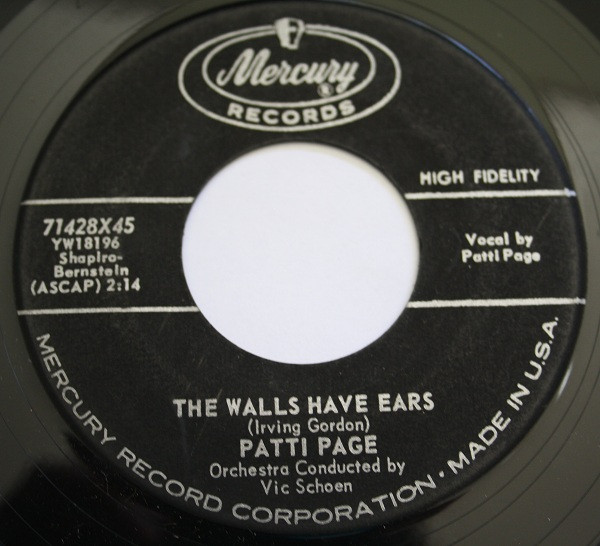 Mercury
®
RECORDS
HIGH FIDELITY
71428X45
YW18196
Shapiro-
Bernstein
(ASCAP) 2:14
Vocal by
Patti Page
THE WALLS HAVE EARS
(Irving Gordon)
PATTI PAGE
Orchestra Conducted by
Vic Schoen
MERCURY RECORD CORPORATION • MADE IN U.S.A.